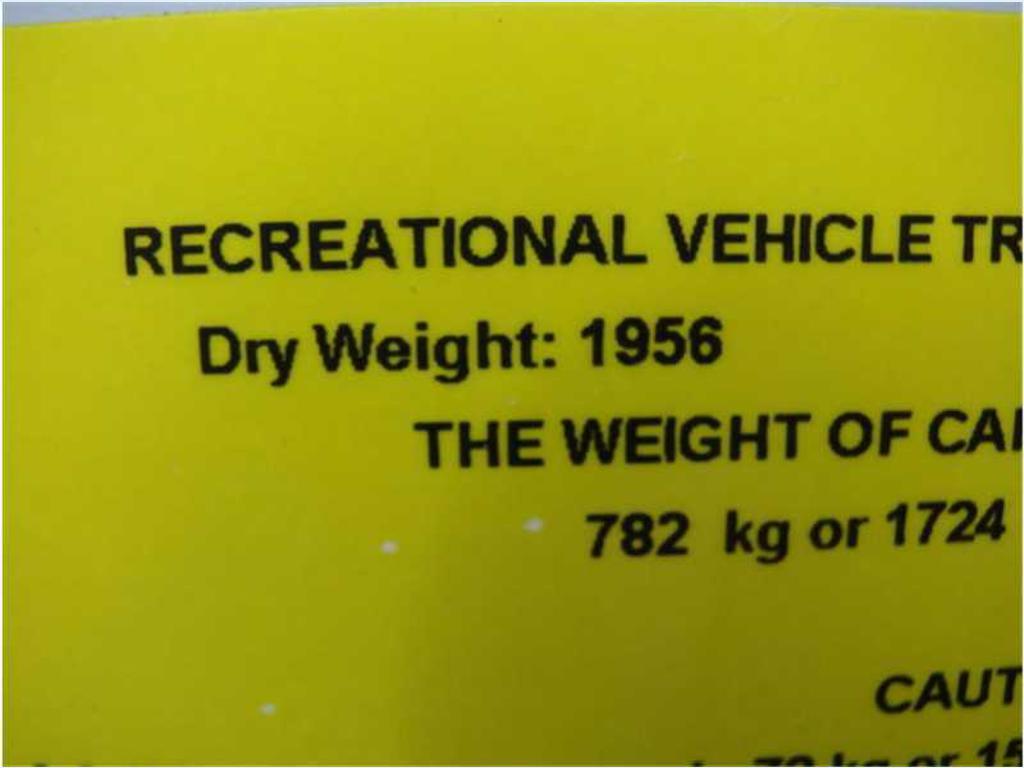 RECREATIONAL VEHICLE TR
Dry Weight: 1956
THE WEIGHT OF CA
782 kg or 1724
CAUT